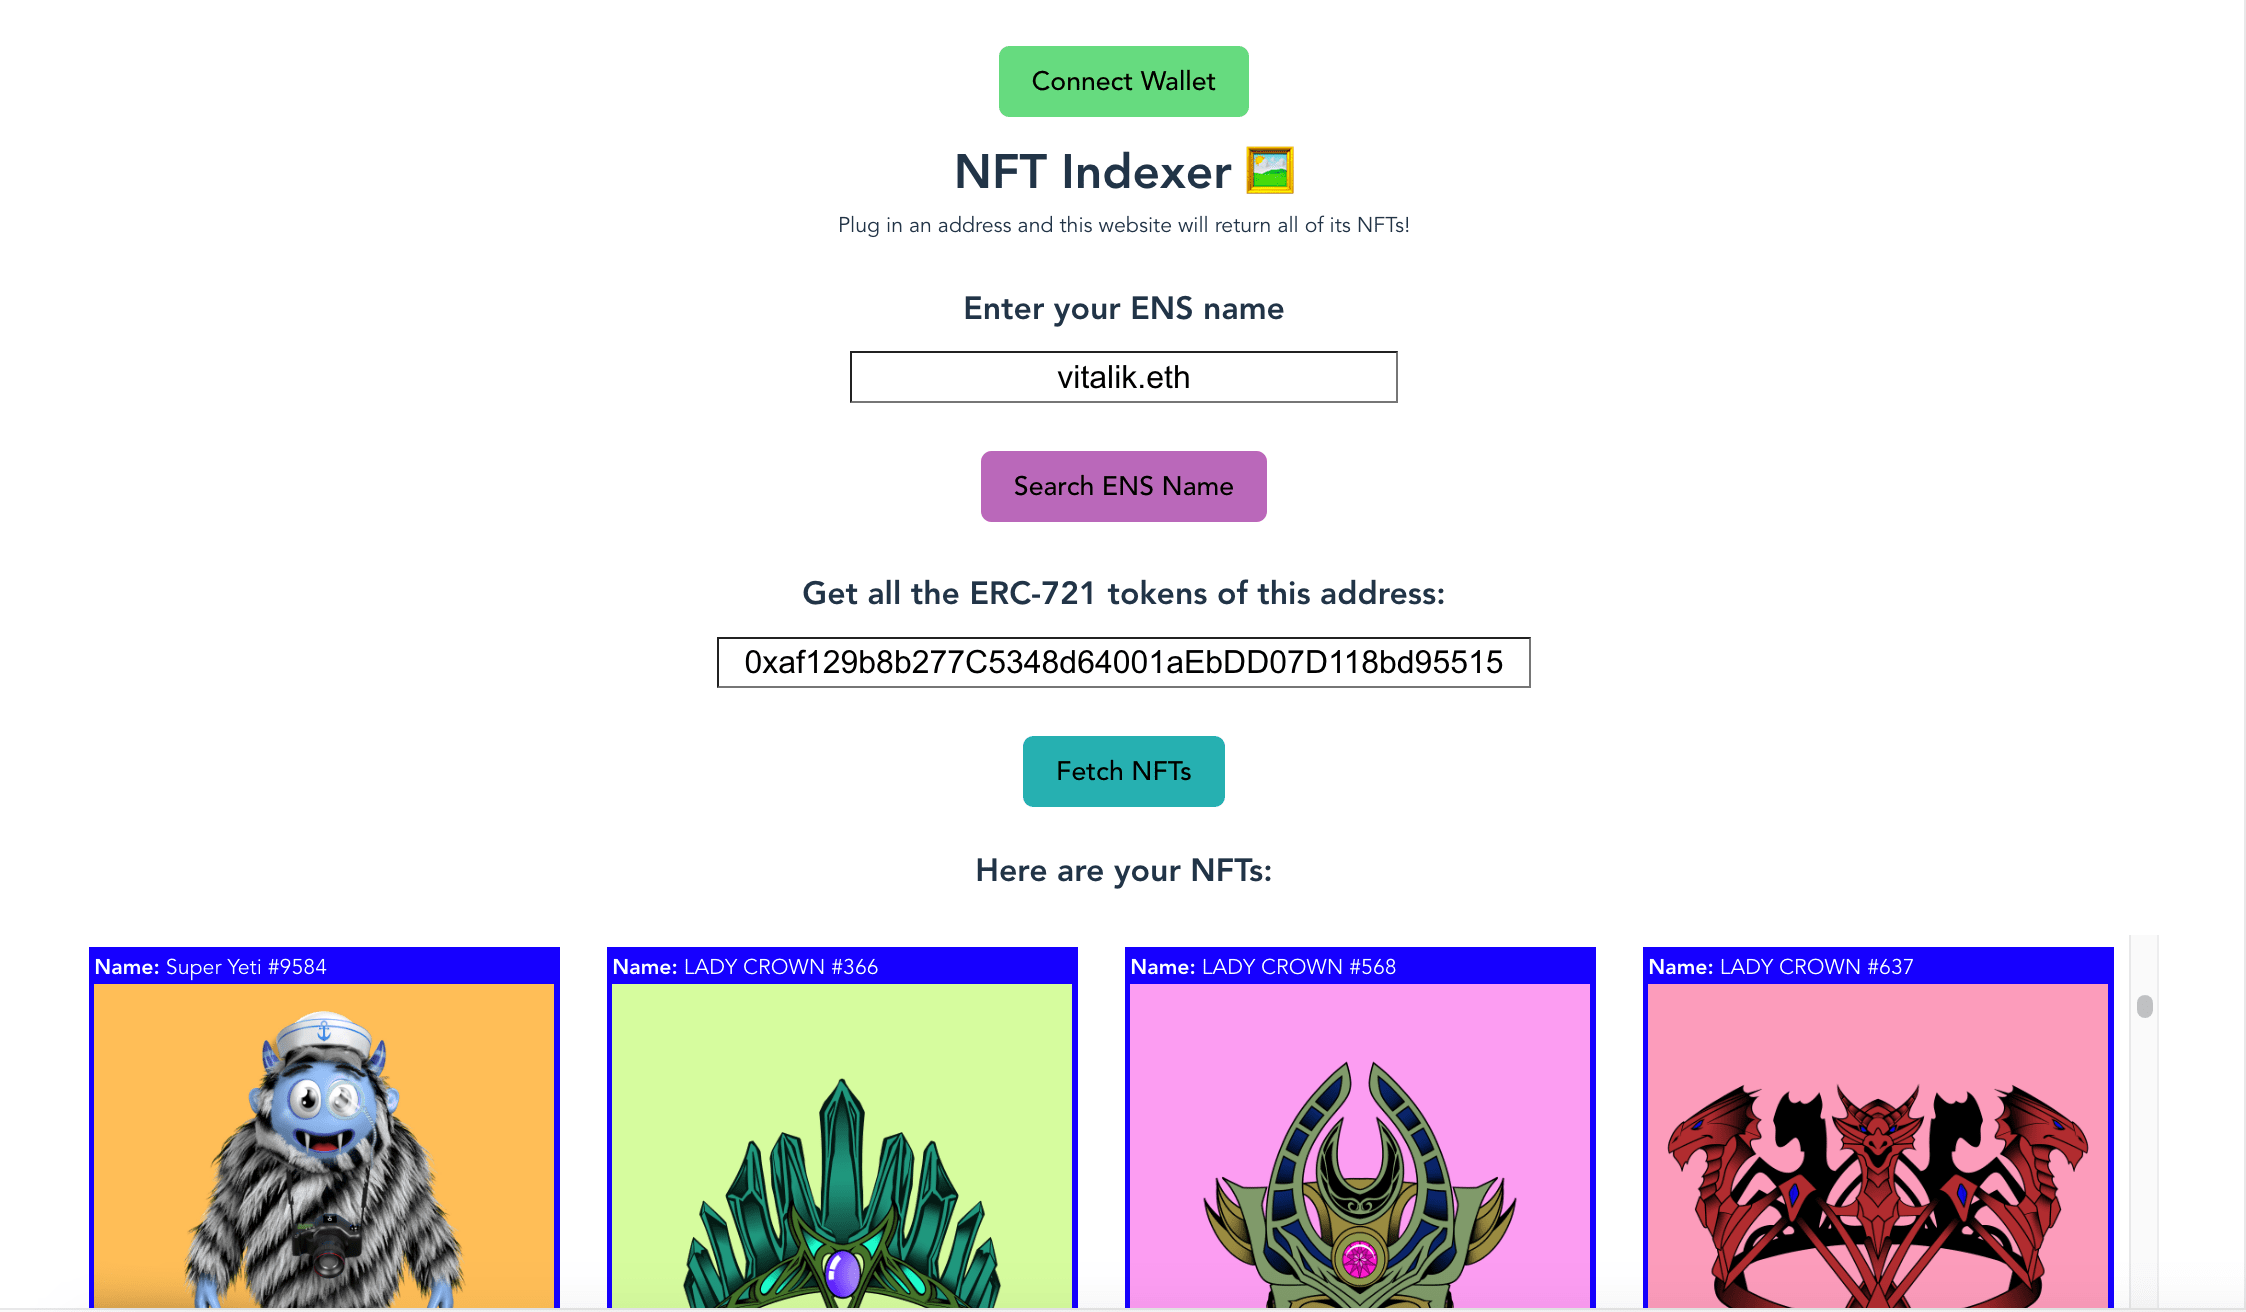 Connect Wallet
NFT Indexer
Plug in an address and this website will return all of its NFTs!
Enter your ENS name
vitalik.eth
Search ENS Name
Get all the ERC-721 tokens of this address:
0xaf129b8b277C5348d64001aEbDD07D118bd95515
Fetch NFTs
Here are your NFTs:
Name: Super Yeti #9584
Name: LADY CROWN #366
Name: LADY CROWN #568
Name: LADY CROWN #637